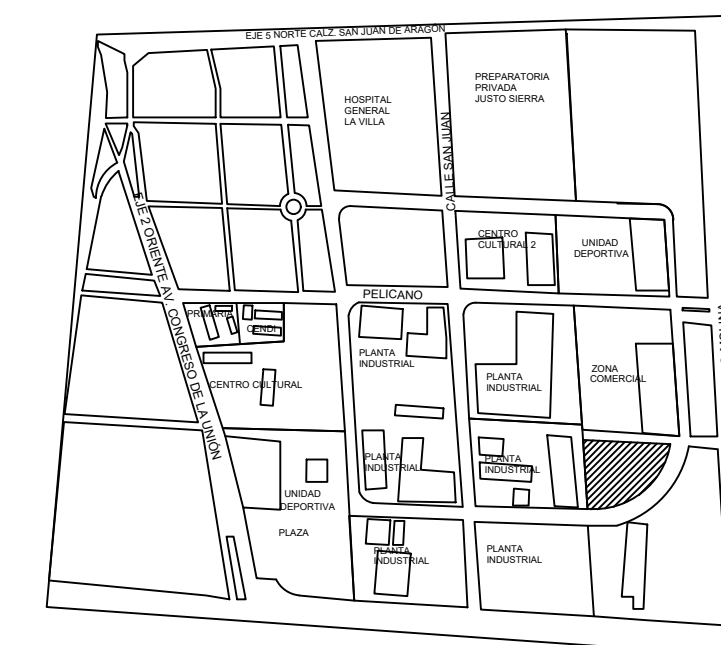 EJE 5 NORTE CALZ. SAN JUAN DE ARAGON
HOSPITAL
GENERAL
LA VILLA
PREPARATORIA
PRIVADA
JUSTO SIERRA
CALLE SAN JUAN
EJE 2 ORIENTE AV. CONGRESO DE LA UNIÓN
CENTRO
CULTURAL 2
UNIDAD
DEPORTIVA
PELICANO
PRIMARIA
CENDI
CENTRO CULTURAL
PLANTA
INDUSTRIAL
PLANTA
INDUSTRIAL
ZONA
COMERCIAL
PLANTA
INDUSTRIAL
PLANTA
INDUSTRIAL
UNIDAD
DEPORTIVA
PLAZA
PLANTA
INDUSTRIAL
PLANTA
INDUSTRIAL